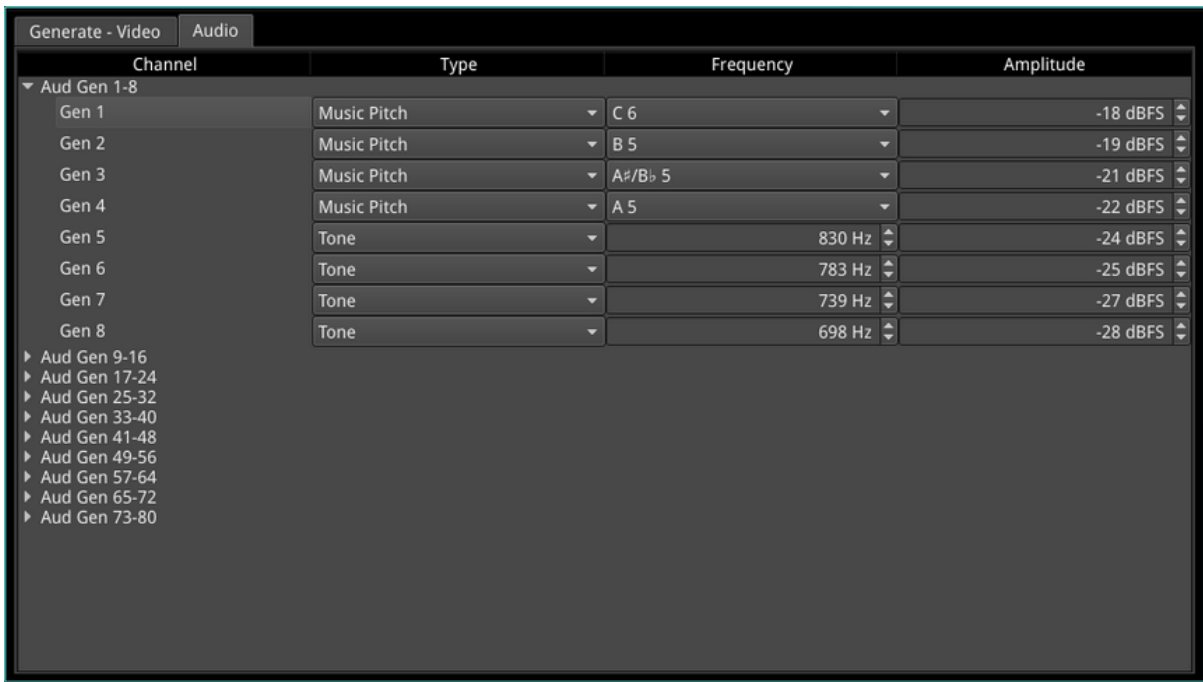 Generate - Video Audio
Channel Type Frequency Amplitude
Aud Gen 1-8
Gen 1 Music Pitch C 6 -18 dBFS
Gen 2 Music Pitch B 5 -19 dBFS
Gen 3 Music Pitch A♯/B♭ 5 -21 dBFS
Gen 4 Music Pitch A 5 -22 dBFS
Gen 5 Tone 830 Hz -24 dBFS
Gen 6 Tone 783 Hz -25 dBFS
Gen 7 Tone 739 Hz -27 dBFS
Gen 8 Tone 698 Hz -28 dBFS
Aud Gen 9-16
Aud Gen 17-24
Aud Gen 25-32
Aud Gen 33-40
Aud Gen 41-48
Aud Gen 49-56
Aud Gen 57-64
Aud Gen 65-72
Aud Gen 73-80